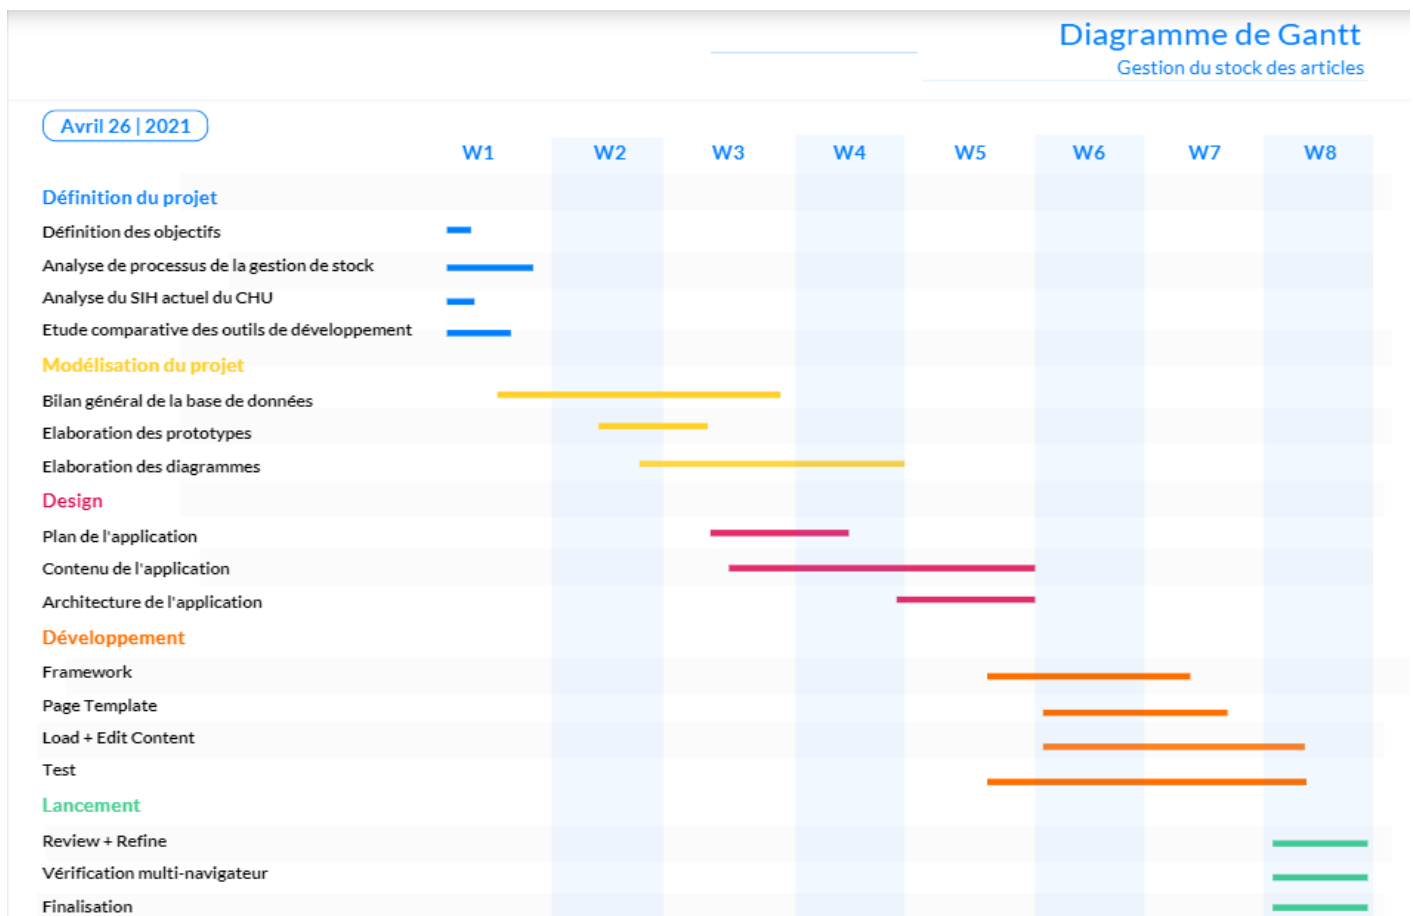 Diagramme de Gantt
Gestion du stock des articles
Avril 26 | 2021
W1 W2 W3 W4 W5 W6 W7 W8
Définition du projet
Définition des objectifs
Analyse de processus de la gestion de stock
Analyse du SIH actuel du CHU
Etude comparative des outils de développement
Modélisation du projet
Bilan général de la base de données
Elaboration des prototypes
Elaboration des diagrammes
Design
Plan de l'application
Contenu de l'application
Architecture de l'application
Développement
Framework
Page Template
Load + Edit Content
Test
Lancement
Review + Refine
Vérification multi-navigateur
Finalisation